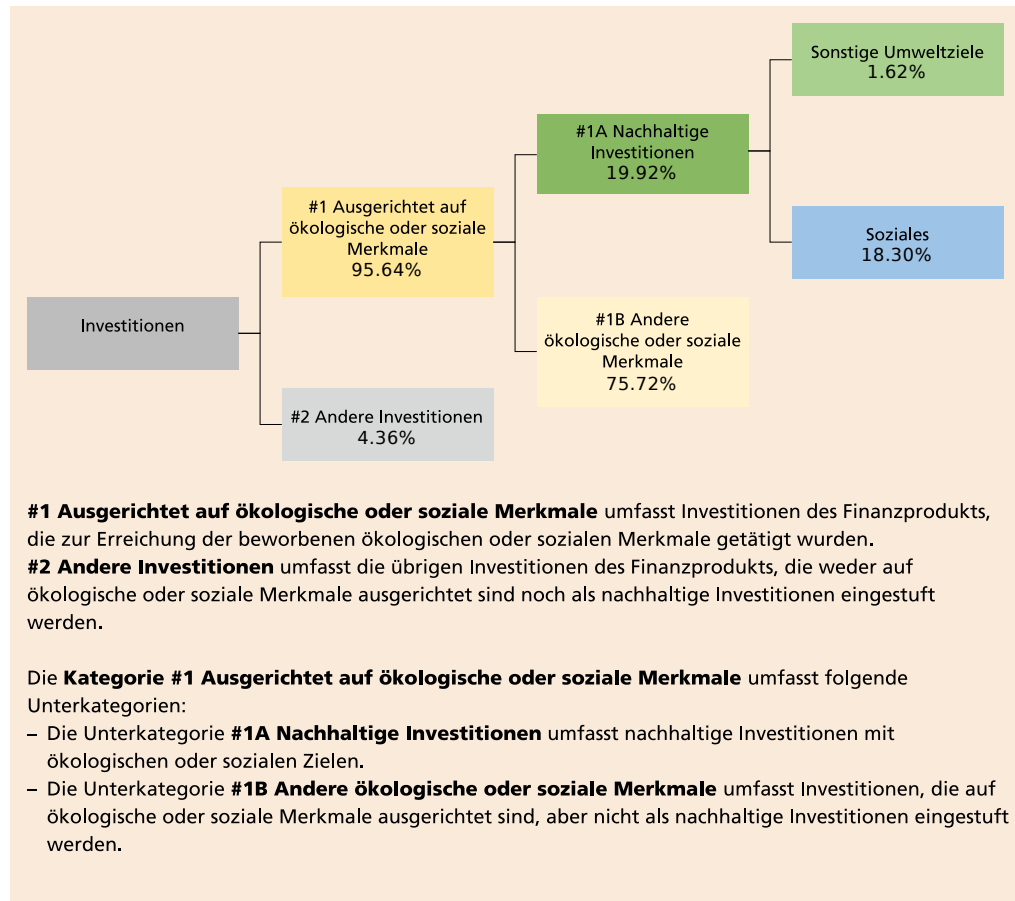 Sonstige Umweltziele
1.62%
#1A Nachhaltige
Investitionen
19.92%
#1 Ausgerichtet auf
ökologische oder soziale
Merkmale
95.64%
Soziales
18.30%
Investitionen
#1B Andere
ökologische oder soziale
Merkmale
75.72%
#2 Andere Investitionen
4.36%
#1 Ausgerichtet auf ökologische oder soziale Merkmale umfasst Investitionen des Finanzprodukts,
die zur Erreichung der beworbenen ökologischen oder sozialen Merkmale getätigt wurden.
#2 Andere Investitionen umfasst die übrigen Investitionen des Finanzprodukts, die weder auf
ökologische oder soziale Merkmale ausgerichtet sind noch als nachhaltige Investitionen eingestuft
werden.
Die Kategorie #1 Ausgerichtet auf ökologische oder soziale Merkmale umfasst folgende
Unterkategorien:
– Die Unterkategorie #1A Nachhaltige Investitionen umfasst nachhaltige Investitionen mit
ökologischen oder sozialen Zielen.
– Die Unterkategorie #1B Andere ökologische oder soziale Merkmale umfasst Investitionen, die auf
ökologische oder soziale Merkmale ausgerichtet sind, aber nicht als nachhaltige Investitionen eingestuft
werden.